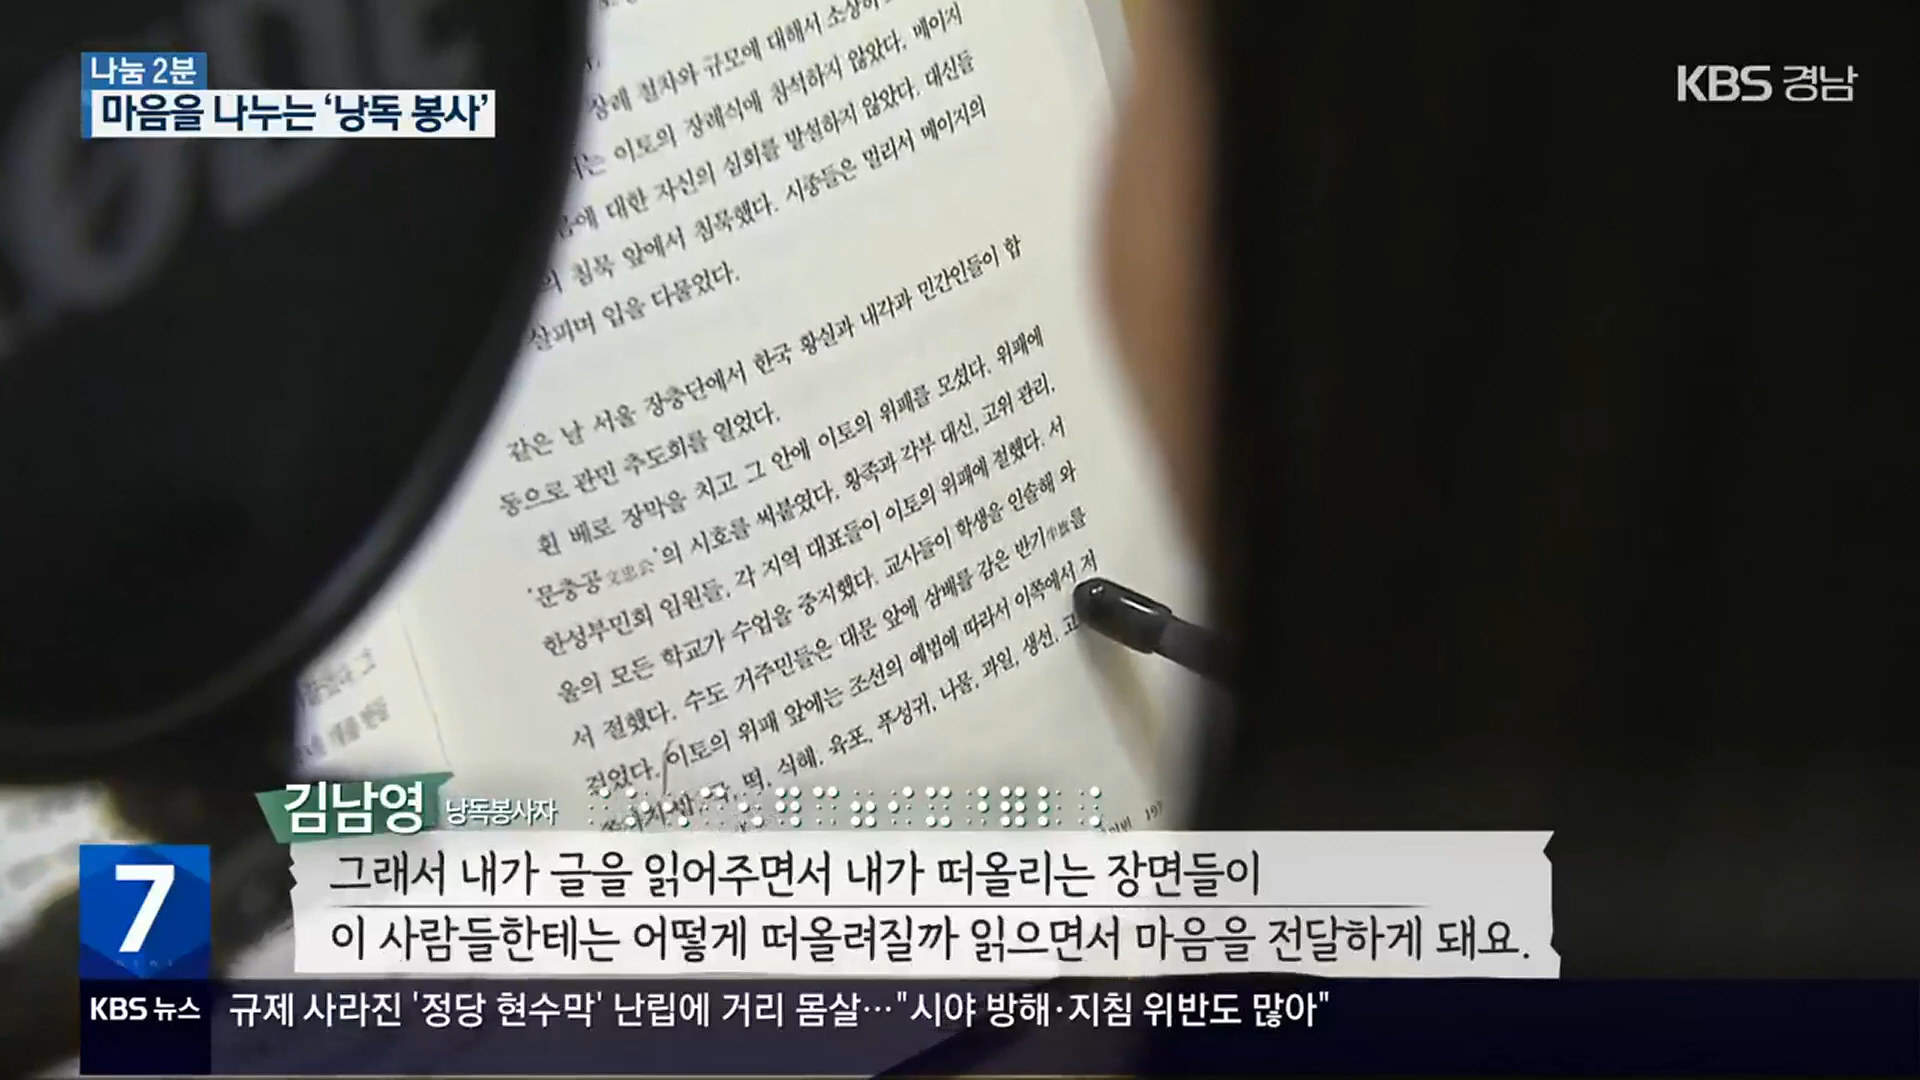 나눔 2분
마음을 나누는 ‘낭독 봉사’
KBS 경남
장례 절차와 규모에 대해서 소상히
이토의 장례식에 참석하지 않았다. 메이지
에 대한 자신의 심회를 발설하지 않았다. 대신들
의 침묵 앞에서 침묵했다. 시종들은 멀리서 메이지의
살피며 입을 다물었다.
같은 날 서울 장충단에서 한국 황실과 내각과 민간인들이 합
동으로 관민 추도회를 열었다.
흰 베로 장막을 치고 그 안에 이토의 위패를 모셨다. 위패에
‘문충공文忠公’의 시호를 써붙였다. 황족과 각부 대신, 고위 관리,
한성부민회 임원들, 각 지역 대표들이 이토의 위패에 절했다. 서
울의 모든 학교가 수업을 중지했다. 교사들이 학생을 인솔해 와
서 절했다. 수도 거주민들은 대문 앞에 삼베를 감은 반기半旗를
걸었다. 이토의 위패 앞에는 조선의 예법에 따라서 이쪽에서 저
떡, 식혜, 육포, 푸성귀, 나물, 과일, 생선, 고
김남영 낭독봉사자
그래서 내가 글을 읽어주면서 내가 떠올리는 장면들이
이 사람들한테는 어떻게 떠올려질까 읽으면서 마음을 전달하게 돼요.
7
NEWS
KBS 뉴스 규제 사라진 '정당 현수막' 난립에 거리 몸살…"시야 방해·지침 위반도 많아"